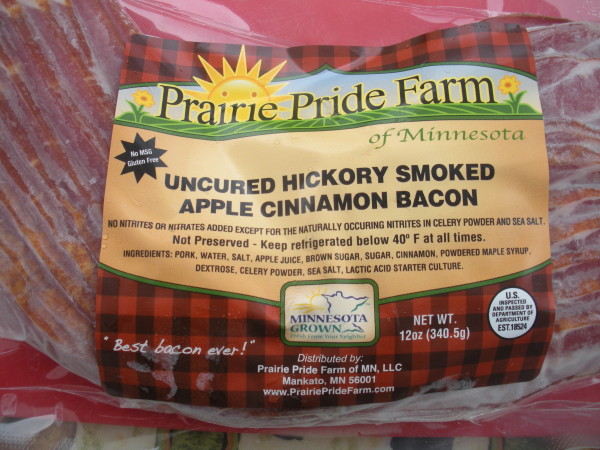 Prairie Pride Farm
of Minnesota
No MSG
Gluten Free
UNCURED HICKORY SMOKED
APPLE CINNAMON BACON
NO NITRITES OR NITRATES ADDED EXCEPT FOR THE NATURALLY OCCURING NITRITES IN CELERY POWDER AND SEA SALT.
Not Preserved - Keep refrigerated below 40° F at all times.
INGREDIENTS: PORK, WATER, SALT, APPLE JUICE, BROWN SUGAR, SUGAR, CINNAMON, POWDERED MAPLE SYRUP,
DEXTROSE, CELERY POWDER, SEA SALT, LACTIC ACID STARTER CULTURE.
MINNESOTA
GROWN
Fresh From Your Neighbor
NET WT.
12oz (340.5g)
U.S.
INSPECTED
AND PASSED BY
DEPARTMENT OF
AGRICULTURE
EST.18524
"Best bacon ever!"
Distributed by:
Prairie Pride Farm of MN, LLC
Mankato, MN 56001
www.PrairiePrideFarm.com